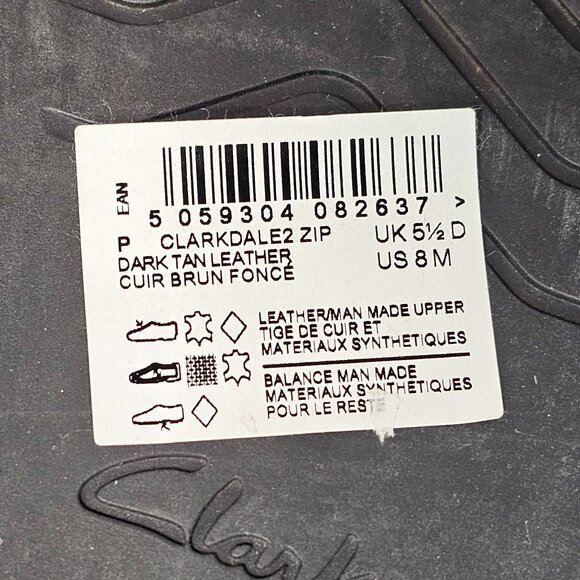 EAN
5 059304 082637 >
P CLARKDALE2 ZIP UK 5½ D
DARK TAN LEATHER US 8 M
CUIR BRUN FONCÉ
LEATHER/MAN MADE UPPER
TIGE DE CUIR ET
MATERIAUX SYNTHETIQUES
BALANCE MAN MADE
MATERIAUX SYNTHETIQUES
POUR LE RESTE
Clark